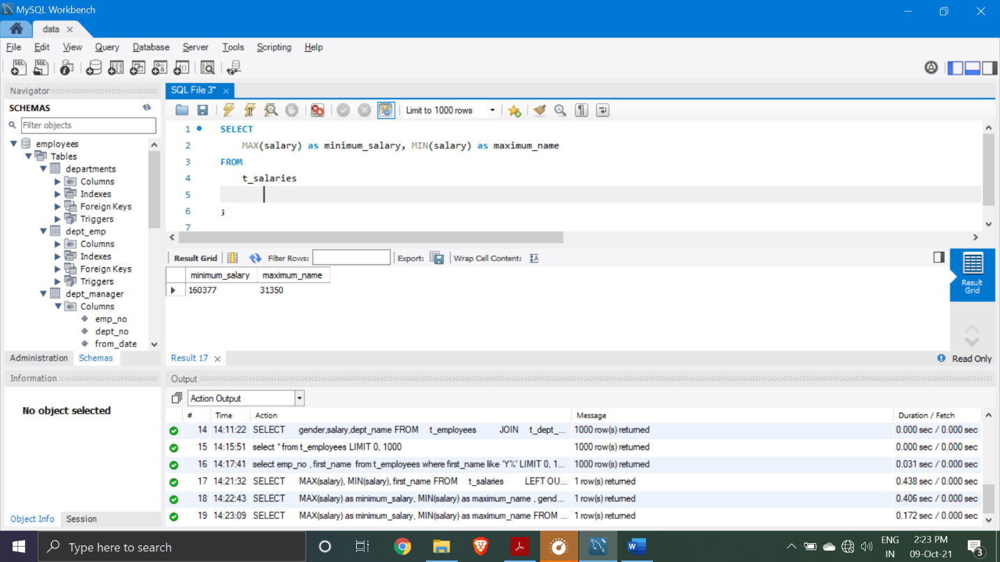 MySQL Workbench
data
File Edit View Query Database Server Tools Scripting Help
Navigator
SCHEMAS
Filter objects
employees
Tables
departments
Columns
Indexes
Foreign Keys
Triggers
dept_emp
Columns
Indexes
Foreign Keys
Triggers
dept_manager
Columns
emp_no
dept_no
from_date
Administration Schemas
Information
No object selected
Object Info Session
SQL File 3*
Limit to 1000 rows
1 SELECT
2 MAX(salary) as minimum_salary, MIN(salary) as maximum_name
3 FROM
4 t_salaries
5
6 ;
7
Result Grid Filter Rows: Export: Wrap Cell Content:
minimum_salary maximum_name
160377 31350
Result Grid
Result 17
Read Only
Output
Action Output
# Time Action Message Duration / Fetch
14 14:11:22 SELECT gender,salary,dept_name FROM t_employees JOIN t_dept_... 1000 row(s) returned 0.000 sec / 0.000 sec
15 14:15:51 select * from t_employees LIMIT 0, 1000 1000 row(s) returned 0.000 sec / 0.000 sec
16 14:17:41 select emp_no , first_name from t_employees where first_name like 'Y%' LIMIT 0, 1... 1000 row(s) returned 0.031 sec / 0.000 sec
17 14:21:32 SELECT MAX(salary), MIN(salary),first_name FROM t_salaries LEFT OU... 1 row(s) returned 0.438 sec / 0.000 sec
18 14:22:43 SELECT MAX(salary) as minimum_salary, MIN(salary) as maximum_name , gend... 1 row(s) returned 0.406 sec / 0.000 sec
19 14:23:09 SELECT MAX(salary) as minimum_salary, MIN(salary) as maximum_name FROM ... 1 row(s) returned 0.172 sec / 0.000 sec
Type here to search
ENG
IN
2:23 PM
09-Oct-21
3